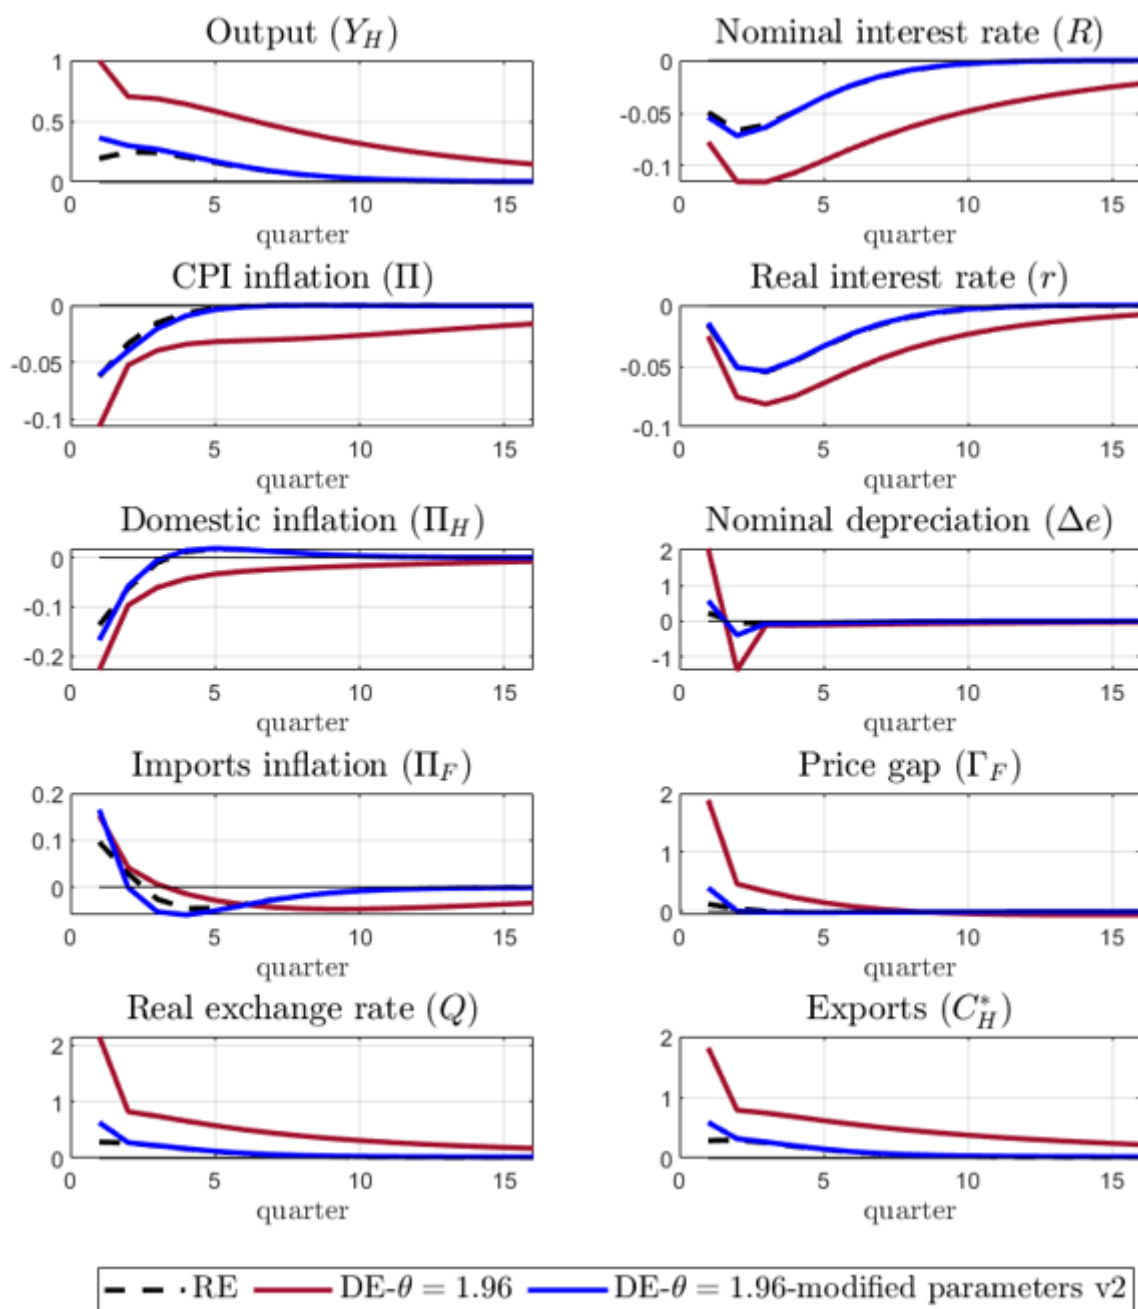 Output (Y_H)
1
0.5
0
0 5 10 15
quarter
Nominal interest rate (R)
0
-0.05
-0.1
0 5 10 15
quarter
CPI inflation (Π)
0
-0.05
-0.1
0 5 10 15
quarter
Real interest rate (r)
0
-0.05
-0.1
0 5 10 15
quarter
Domestic inflation (Π_H)
0
-0.1
-0.2
0 5 10 15
quarter
Nominal depreciation (Δe)
2
1
0
-1
0 5 10 15
quarter
Imports inflation (Π_F)
0.2
0.1
0
0 5 10 15
quarter
Price gap (Γ_F)
2
1
0
0 5 10 15
quarter
Real exchange rate (Q)
2
1
0
0 5 10 15
quarter
Exports (C*_H)
2
1
0
0 5 10 15
quarter
RE DE-θ = 1.96 DE-θ = 1.96-modified parameters v2